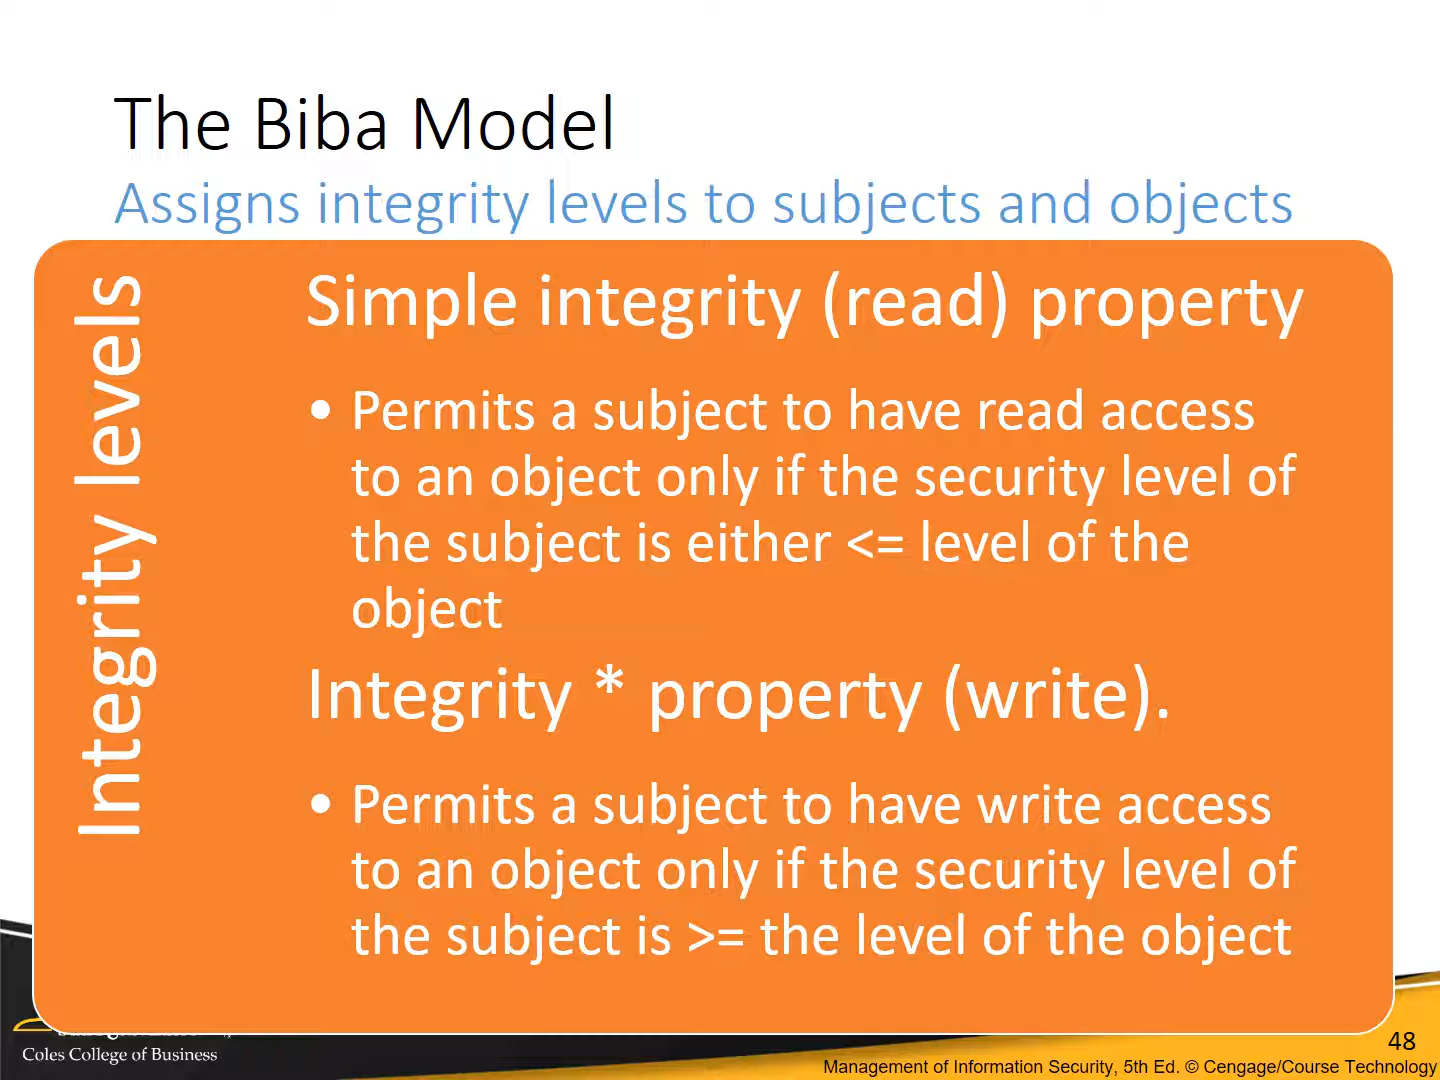 The Biba Model
Assigns integrity levels to subjects and objects
Integrity levels
Simple integrity (read) property
• Permits a subject to have read access
to an object only if the security level of
the subject is either <= level of the
object
Integrity * property (write).
• Permits a subject to have write access
to an object only if the security level of
the subject is >= the level of the object
Coles College of Business
48
Management of Information Security, 5th Ed. © Cengage/Course Technology